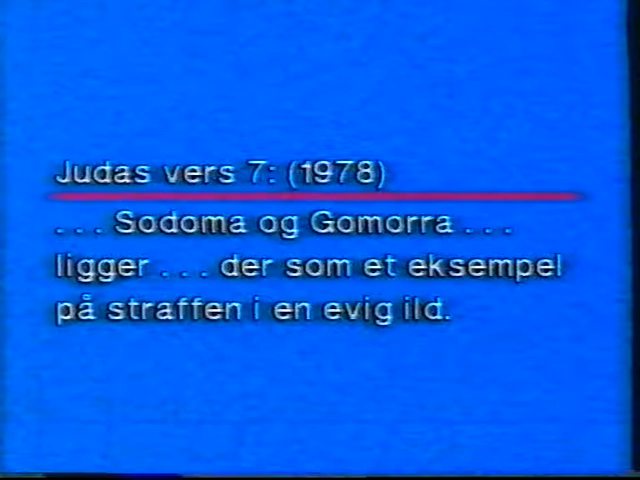 Judas vers 7: (1978)
... Sodoma og Gomorra ...
ligger ... der som et eksempel
på straffen i en evig ild.